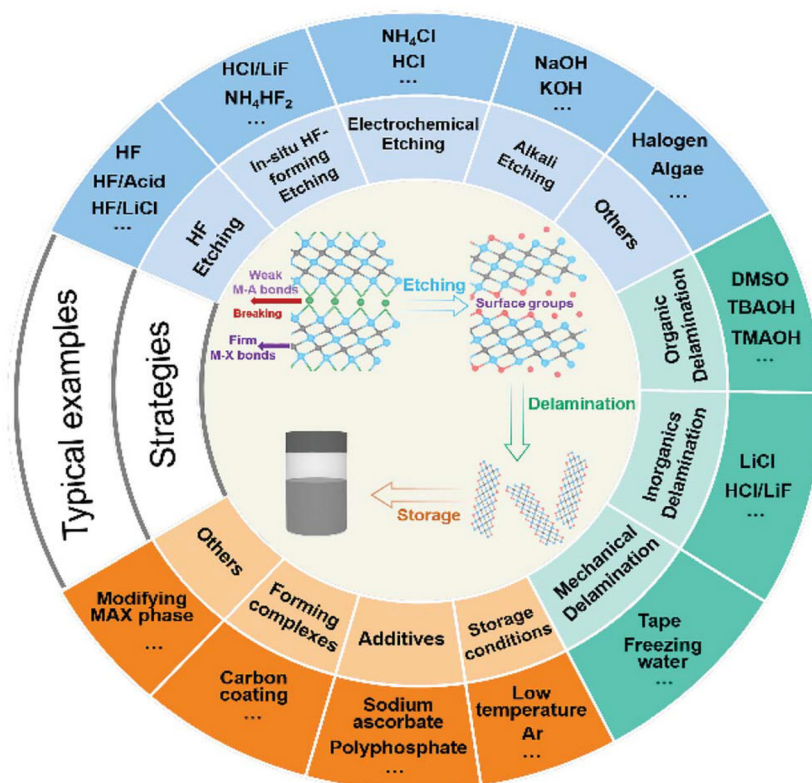 HF
HF/Acid
HF/LiCl
...
HCl/LiF
NH₄HF₂
...
NH₄Cl
HCl
...
NaOH
KOH
...
Halogen
Algae
...
HF
Etching
In-situ HF-
forming
Etching
Electrochemical
Etching
Alkali
Etching
Others
DMSO
TBAOH
TMAOH
...
Organic
Delamination
LiCl
HCl/LiF
...
Inorganics
Delamination
Tape
Freezing
water
...
Mechanical
Delamination
Storage
conditions
Low
temperature
Ar
...
Additives
Sodium
ascorbate
Polyphosphate
...
Forming
complexes
Carbon
coating
...
Others
Modifying
MAX phase
...
Typical examples
Strategies
Weak
M-A bonds
Breaking
Firm
M-X bonds
Etching
Surface groups
Delamination
Storage